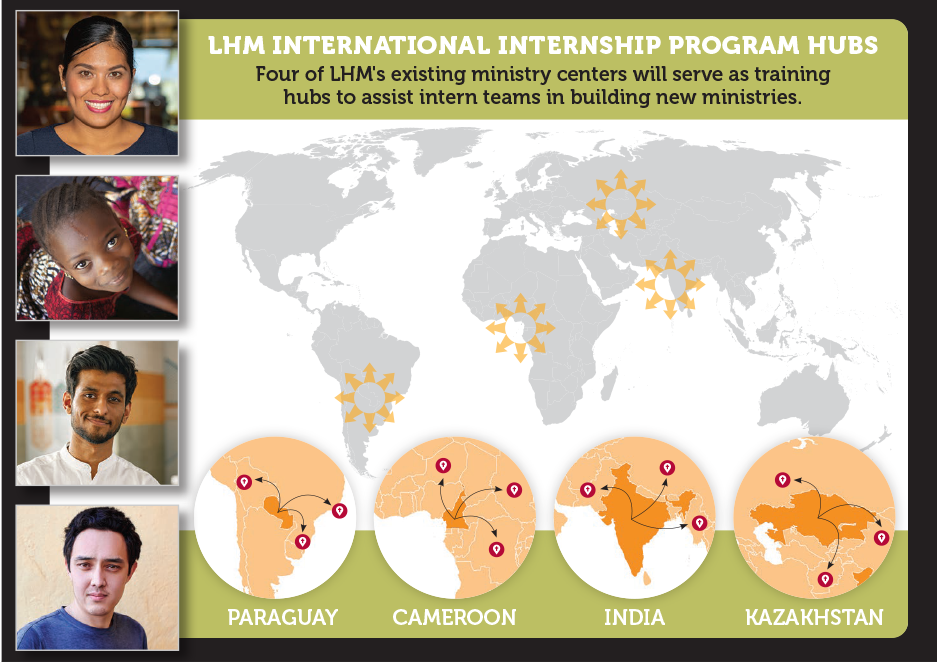 LHM INTERNATIONAL INTERNSHIP PROGRAM HUBS
Four of LHM's existing ministry centers will serve as training
hubs to assist intern teams in building new ministries.
PARAGUAY
CAMEROON
INDIA
KAZAKHSTAN